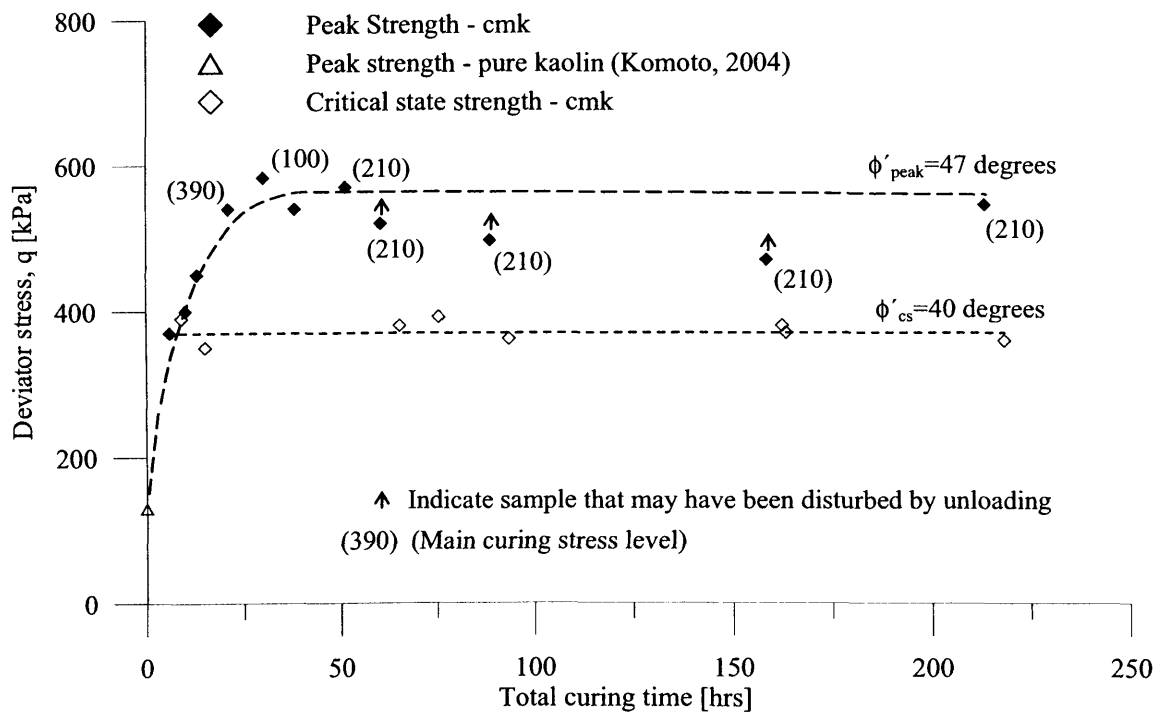 800
Peak Strength - cmk
Peak strength - pure kaolin (Komoto, 2004)
Critical state strength - cmk
600
(390)
(100)
(210)
ϕ′peak=47 degrees
(210)
(210)
(210)
(210)
Deviator stress, q [kPa]
400
ϕ′cs=40 degrees
200
Indicate sample that may have been disturbed by unloading
(390) (Main curing stress level)
0
0 50 100 150 200 250
Total curing time [hrs]